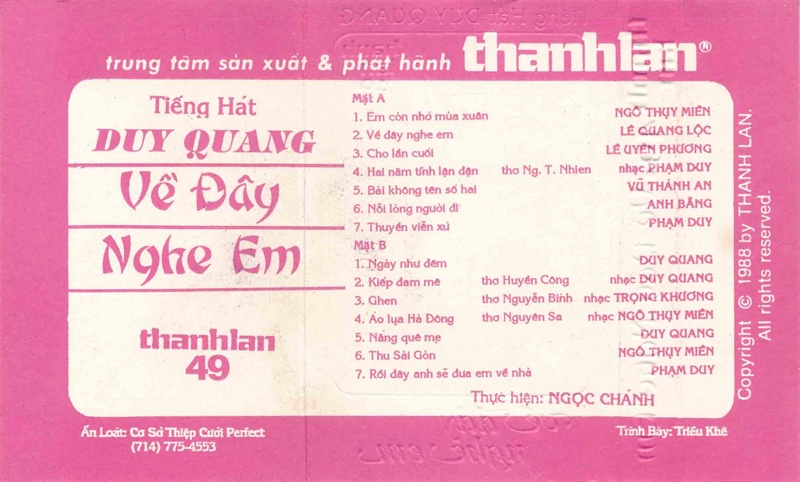 trung tâm sản xuất & phát hành thanhlan®
Tiếng Hát
DUY QUANG
Về Đây
Nghe Em
thanhlan
49
Mặt A
1. Em còn nhớ mùa xuân NGÔ THỤY MIÊN
2. Về đây nghe em LÊ QUANG LỘC
3. Cho lần cuối LÊ UYÊN PHƯƠNG
4. Hai năm tình lận đận thơ Ng. T. Nhien nhạc PHẠM DUY
5. Bài không tên số hai VŨ THÀNH AN
6. Nỗi lòng người đi ANH BẰNG
7. Thuyền viễn xứ PHẠM DUY
Mặt B
1. Ngày như đêm DUY QUANG
2. Kiếp đam mê thơ Huyền Công nhạc DUY QUANG
3. Ghen thơ Nguyễn Bính nhạc TRỌNG KHƯƠNG
4. Áo lụa Hà Đông thơ Nguyên Sa nhạc NGÔ THỤY MIÊN
5. Nắng quê mẹ DUY QUANG
6. Thu Sài Gòn NGÔ THỤY MIÊN
7. Rồi đây anh sẽ đưa em về nhà PHẠM DUY
Thực hiện: NGỌC CHÁNH
Copyright © 1988 by THANH LAN.
All rights reserved.
Ấn Loát: Cơ Sở Thiệp Cưới Perfect
(714) 775-4553
Trình Bày: Triều Khê